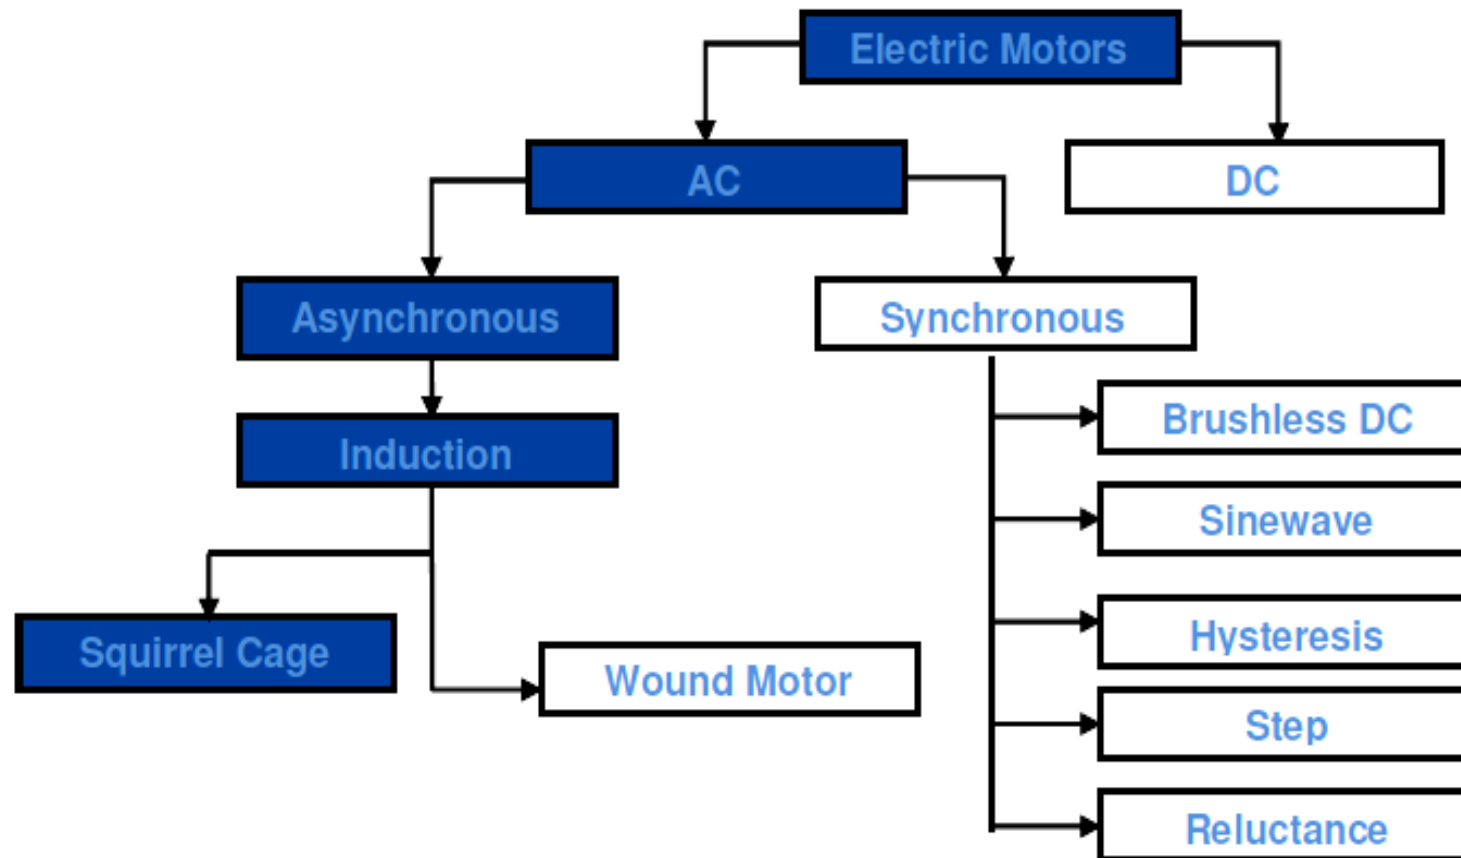 Electric Motors
AC
DC
Asynchronous
Synchronous
Induction
Brushless DC
Sinewave
Hysteresis
Squirrel Cage
Wound Motor
Step
Reluctance